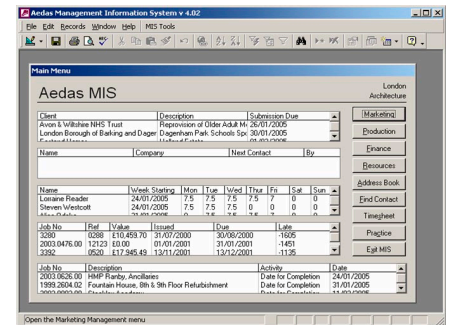 Aedas Management Information System v 4.02
File Edit Records Window Help MIS Tools
Main Menu
Aedas MIS
London
Architecture
Client Description Submission Due
Avon & Wiltshire NHS Trust Reprovision of Older Adult M 26/01/2005
London Borough of Barking and Dager Dagenham Park Schools Spo 30/01/2005
Name Company Next Contact By
Name Week Starting Mon Tue Wed Thur Fri Sat Sun
Lorraine Reader 24/01/2005 7.5 7.5 7.5 7.5 7 0 0
Steven Westcott 24/01/2005 7.5 7.5 7.5 7.5 7.5 0 0
Job No Ref Value Issued Due Late
3280 0288 £10,459.70 31/07/2000 30/08/2000 -1605
2003.0476.00 12123 £0.00 01/01/2001 31/01/2001 -1451
3392 0520 £17,945.49 13/11/2001 13/12/2001 -1135
Job No Description Activity Date
2003.0626.00 HMP Ranby, Ancillaries Date for Completion 24/01/2005
1999.2604.02 Fountain House, 8th & 9th Floor Refurbishment Date for Completion 31/01/2005
Marketing
Production
Finance
Resources
Address Book
Find Contact
Timesheet
Practice
Exit MIS
Open the Marketing Management menu